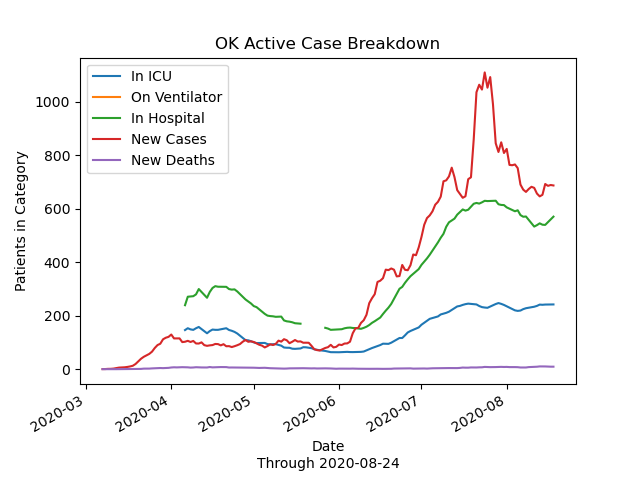 OK Active Case Breakdown
In ICU
On Ventilator
In Hospital
New Cases
New Deaths
Patients in Category
1000
800
600
400
200
0
2020-03
2020-04
2020-05
2020-06
2020-07
2020-08
Date
Through 2020-08-24